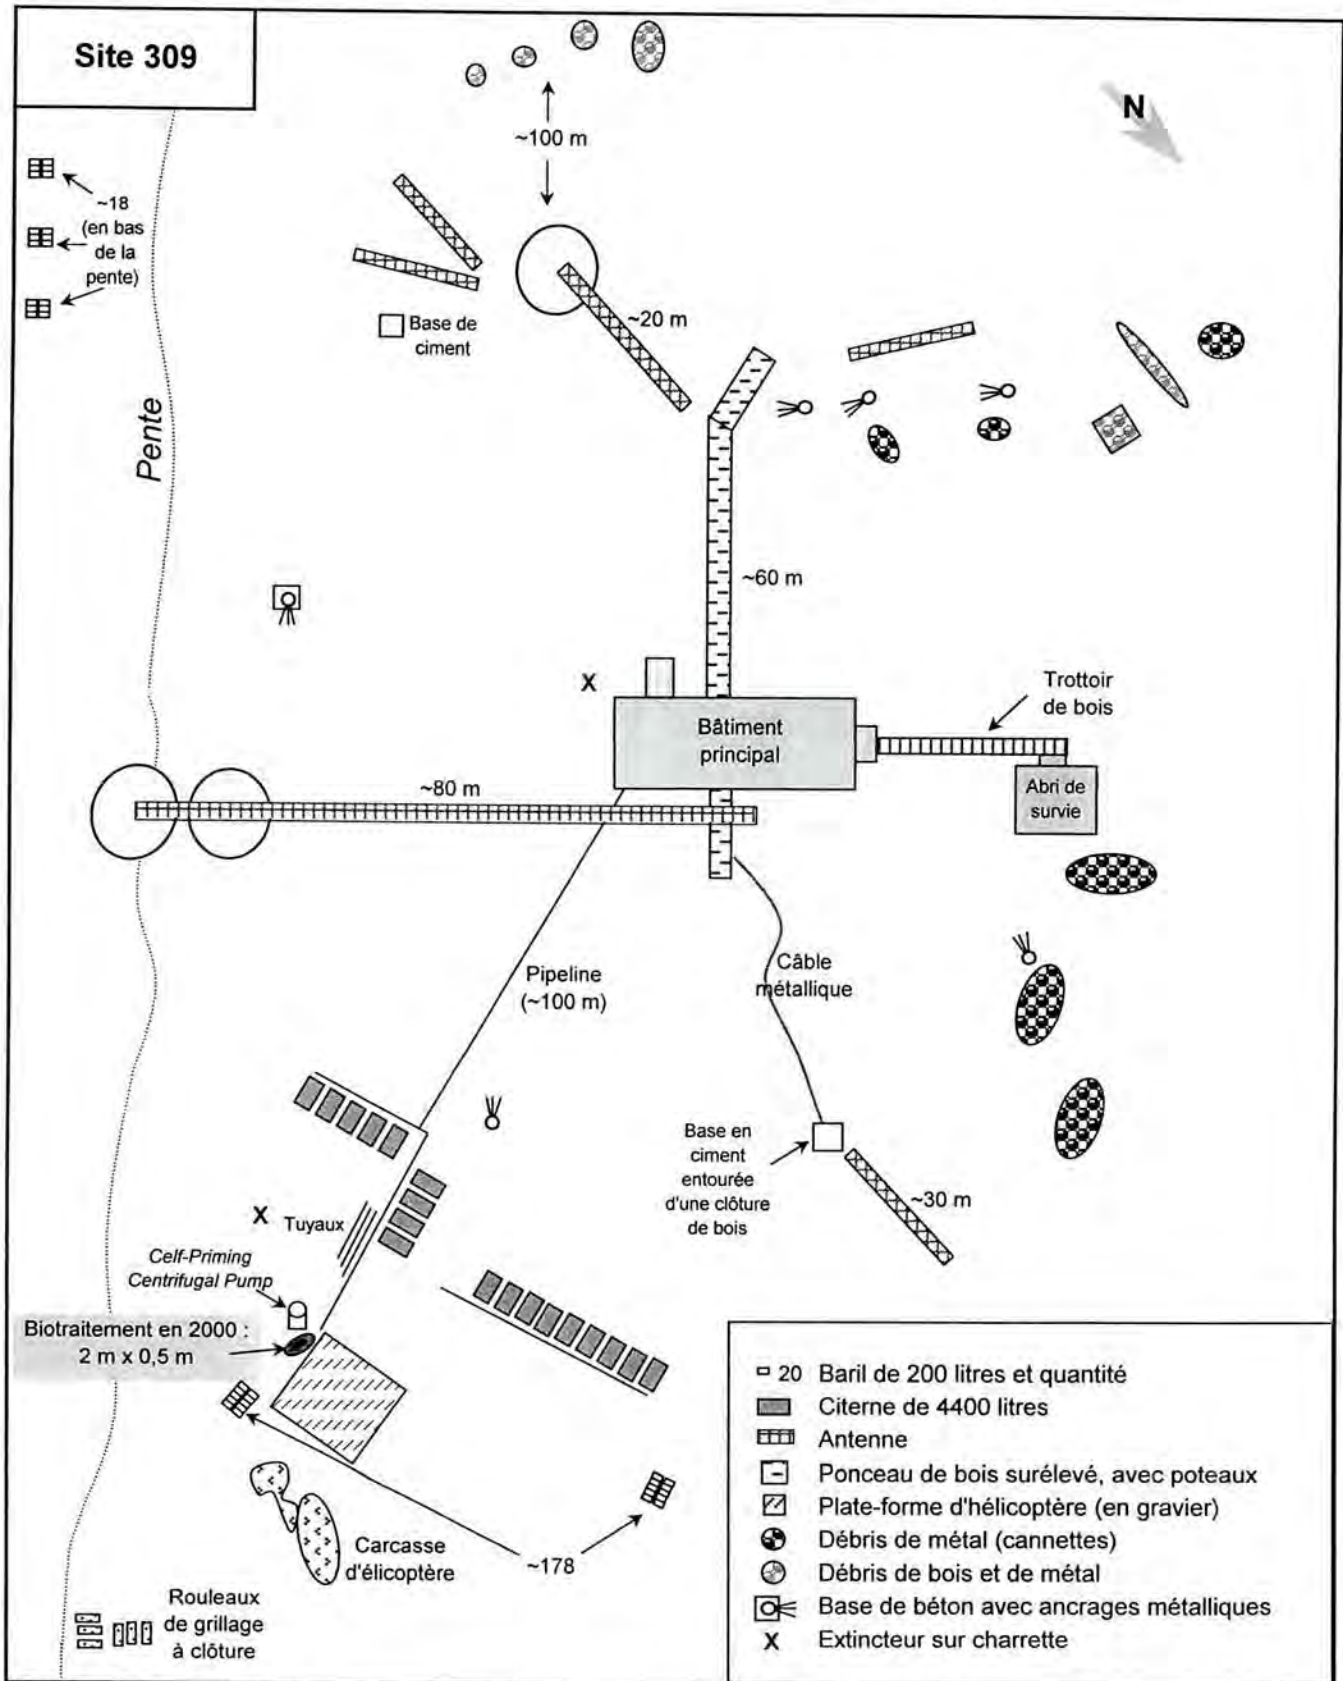 Site 309
N
~100 m
~18
(en bas
de la
pente)
Base de
ciment
~20 m
Pente
~60 m
X
Bâtiment
principal
Trottoir
de bois
Abri de
survie
~80 m
Pipeline
(~100 m)
Câble
métallique
Base en
ciment
entourée
d'une clôture
de bois
~30 m
X
Tuyaux
Celf-Priming
Centrifugal Pump
Biotraitement en 2000 :
2 m x 0,5 m
Carcasse
d'élicoptère
~178
Rouleaux
de grillage
à clôture
20 Baril de 200 litres et quantité
Citerne de 4400 litres
Antenne
Ponceau de bois surélevé, avec poteaux
Plate-forme d'hélicoptère (en gravier)
Débris de métal (cannettes)
Débris de bois et de métal
Base de béton avec ancrages métalliques
X Extincteur sur charrette